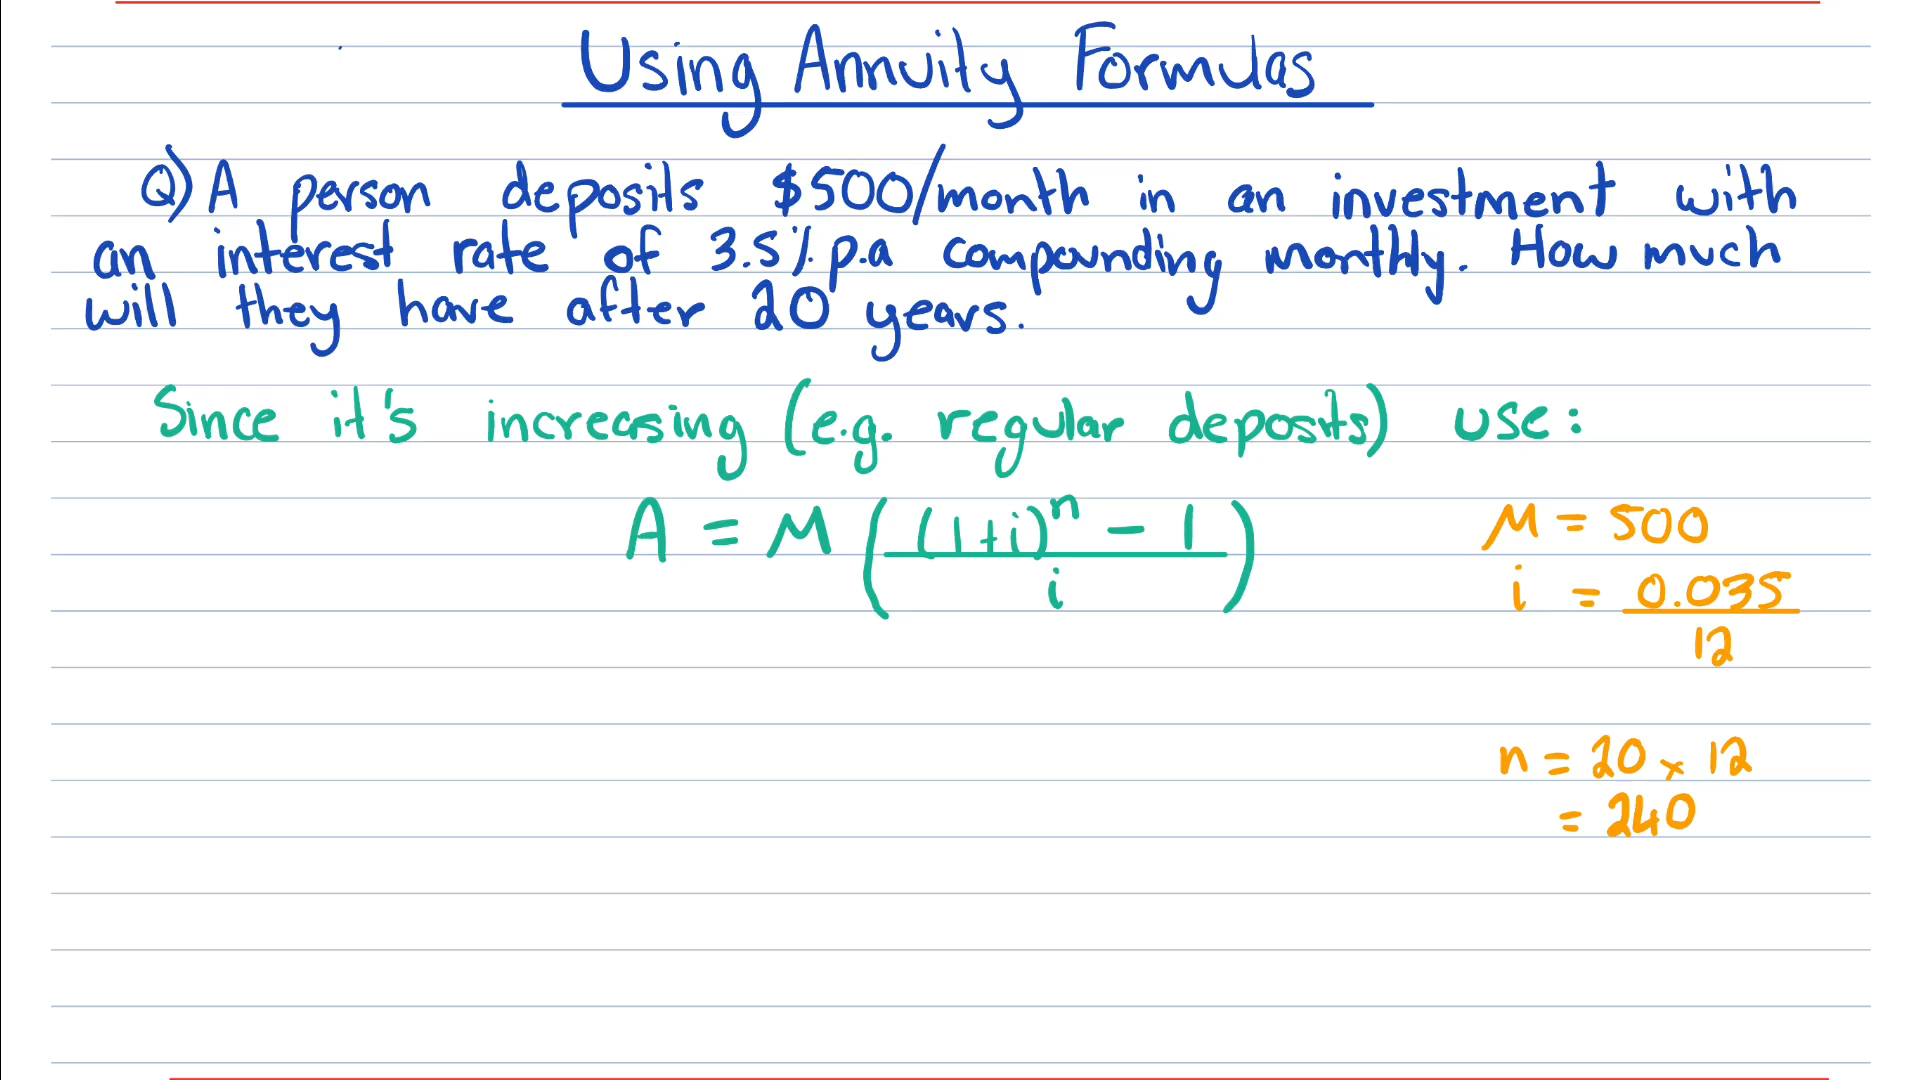 Using Annuity Formulas
Q) A person deposits $500/month in an investment with
an interest rate of 3.5% p.a compounding monthly. How much
will they have after 20 years.
Since it's increasing (e.g. regular deposits) use:
A = M ( (1+i)^n - 1 / i )
M = 500
i = 0.035 / 12
n = 20 × 12
= 240